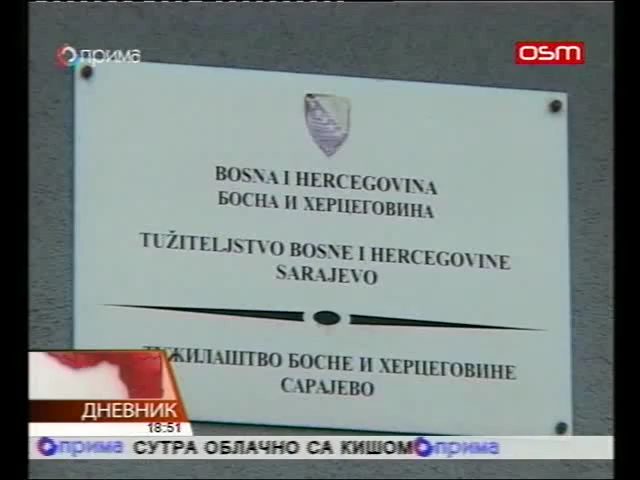 прима
OSM
BOSNA I HERCEGOVINA
БОСНА И ХЕРЦЕГОВИНА
TUŽITELJSTVO BOSNE I HERCEGOVINE
SARAJEVO
ТУЖИЛАШТВО БОСНЕ И ХЕРЦЕГОВИНЕ
САРАЈЕВО
ДНЕВНИК
18:51
прима СУТРА ОБЛАЧНО СА КИШОМ прима